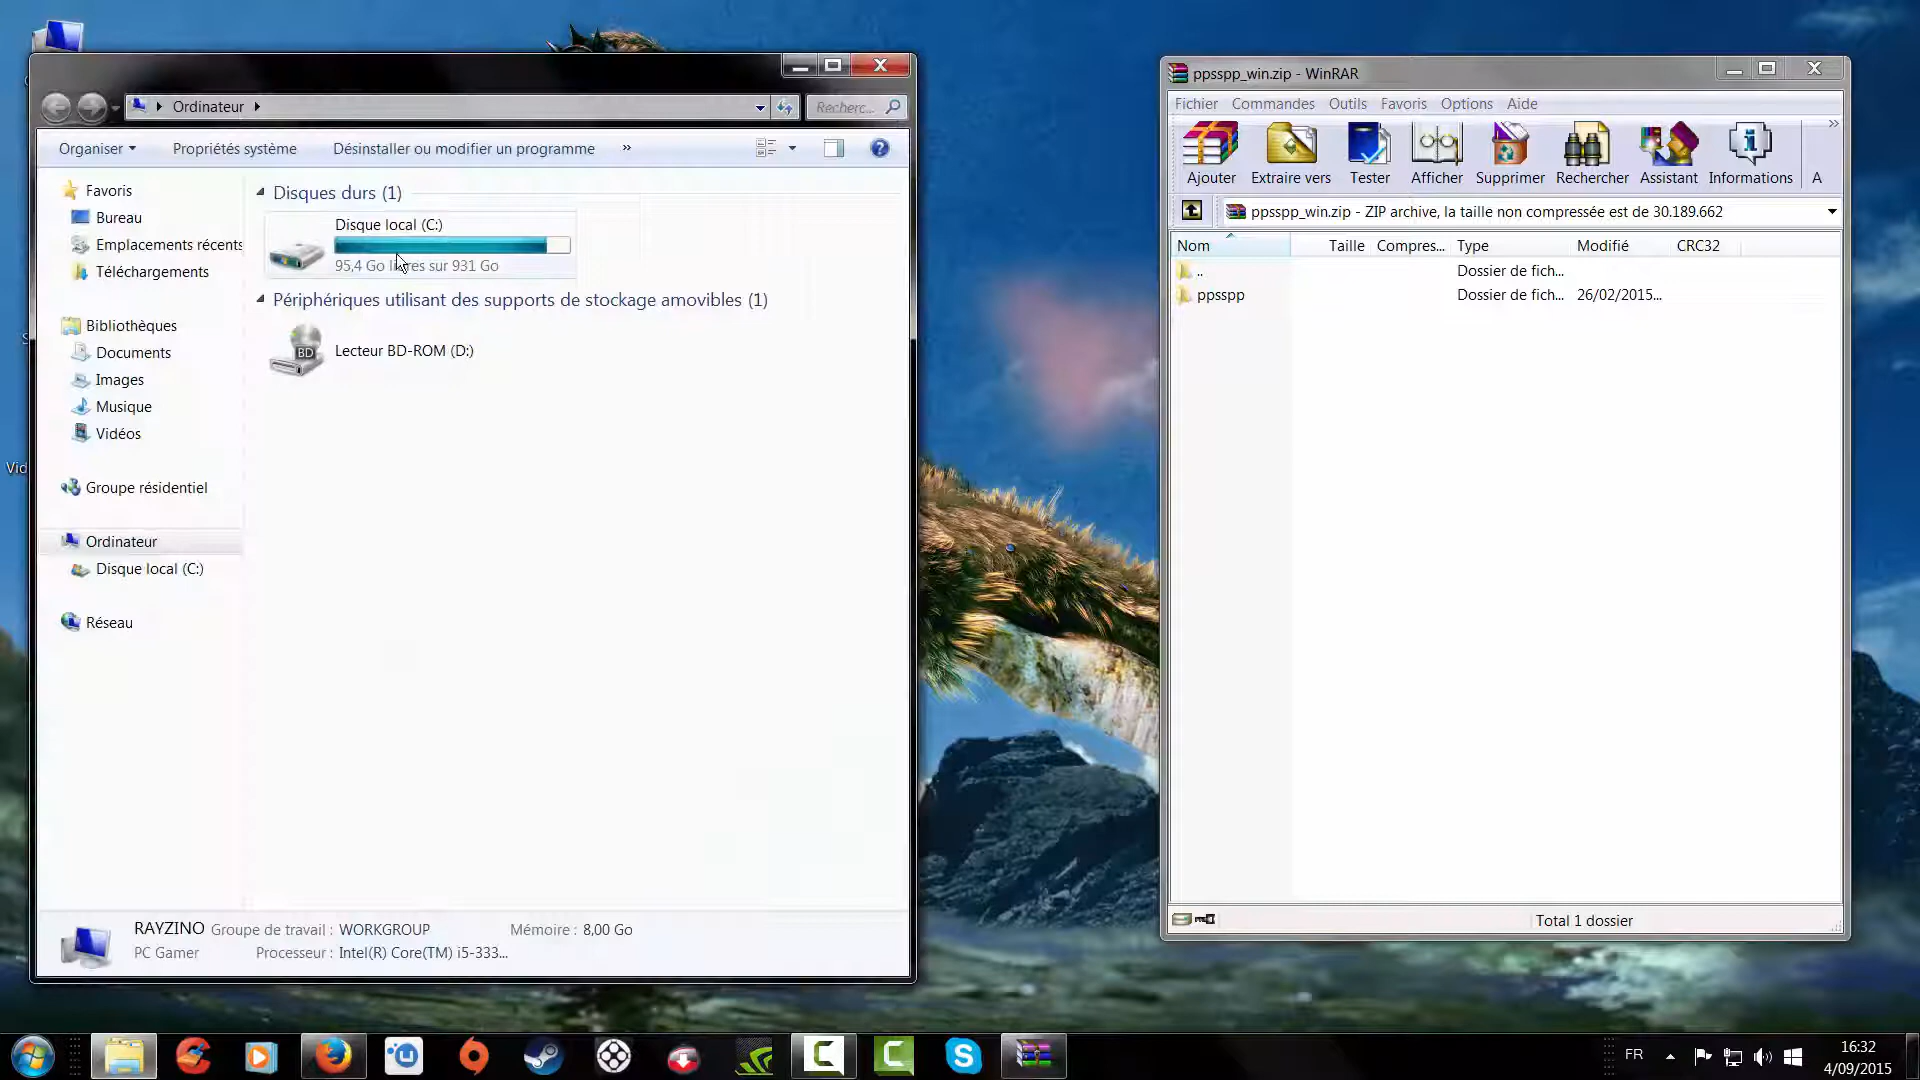 Ordinateur
Recherc...
Organiser
Propriétés système
Désinstaller ou modifier un programme
»
Favoris
Bureau
Emplacements récents
Téléchargements
Bibliothèques
Documents
Images
Musique
Vidéos
Groupe résidentiel
Ordinateur
Disque local (C:)
Réseau
Disques durs (1)
Disque local (C:)
95,4 Go libres sur 931 Go
Périphériques utilisant des supports de stockage amovibles (1)
BD
Lecteur BD-ROM (D:)
RAYZINO Groupe de travail : WORKGROUP Mémoire : 8,00 Go
PC Gamer Processeur : Intel(R) Core(TM) i5-333...
Vid
ppsspp_win.zip - WinRAR
Fichier Commandes Outils Favoris Options Aide
Ajouter Extraire vers Tester Afficher Supprimer Rechercher Assistant Informations A
ppsspp_win.zip - ZIP archive, la taille non compressée est de 30.189.662
Nom Taille Compres... Type Modifié CRC32
.. Dossier de fich...
ppsspp Dossier de fich... 26/02/2015...
Total 1 dossier
FR
16:32
4/09/2015